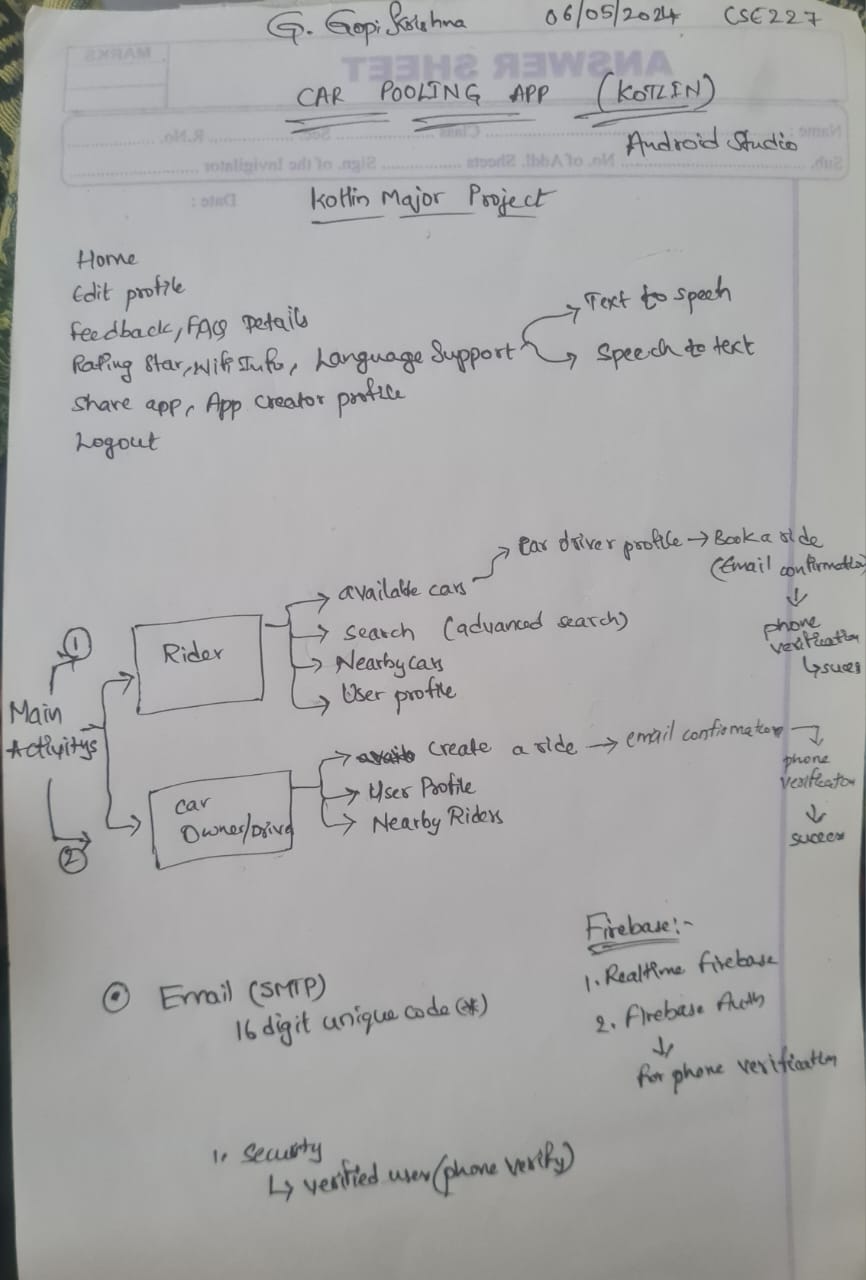 G. Gopi Krishna 06/05/2024 CSE227
MARKS
ANSWER SHEET
CAR POOLING APP (KOTLIN)
Name: Class Sec. R.No.
Android Studio
Sub. No. of Addl. Sheets Sign. of the Invigilator
Date :
Kotlin Major Project
Home
Edit profile
Feedback, FAQ Details
Rating Star, Wifi Info, Language Support
Text to speech
Speech to text
Share app, App creator profile
Logout
Main
Activitys
1
Rider
available cars
Car driver profile → Book a ride
(Email confirmation)
↓
phone
verification
↳ sucess
search (advanced search)
Nearby cars
User profile
2
Car
Owner/Driver
Create a ride → email confirmation
phone
verification
↓
success
User Profile
Nearby Riders
Email (SMTP)
16 digit unique code (*)
Firebase:-
1. Realtime firebase
2. Firebase Auth
↓
for phone verification
1. Security
↳ verified user (phone verify)